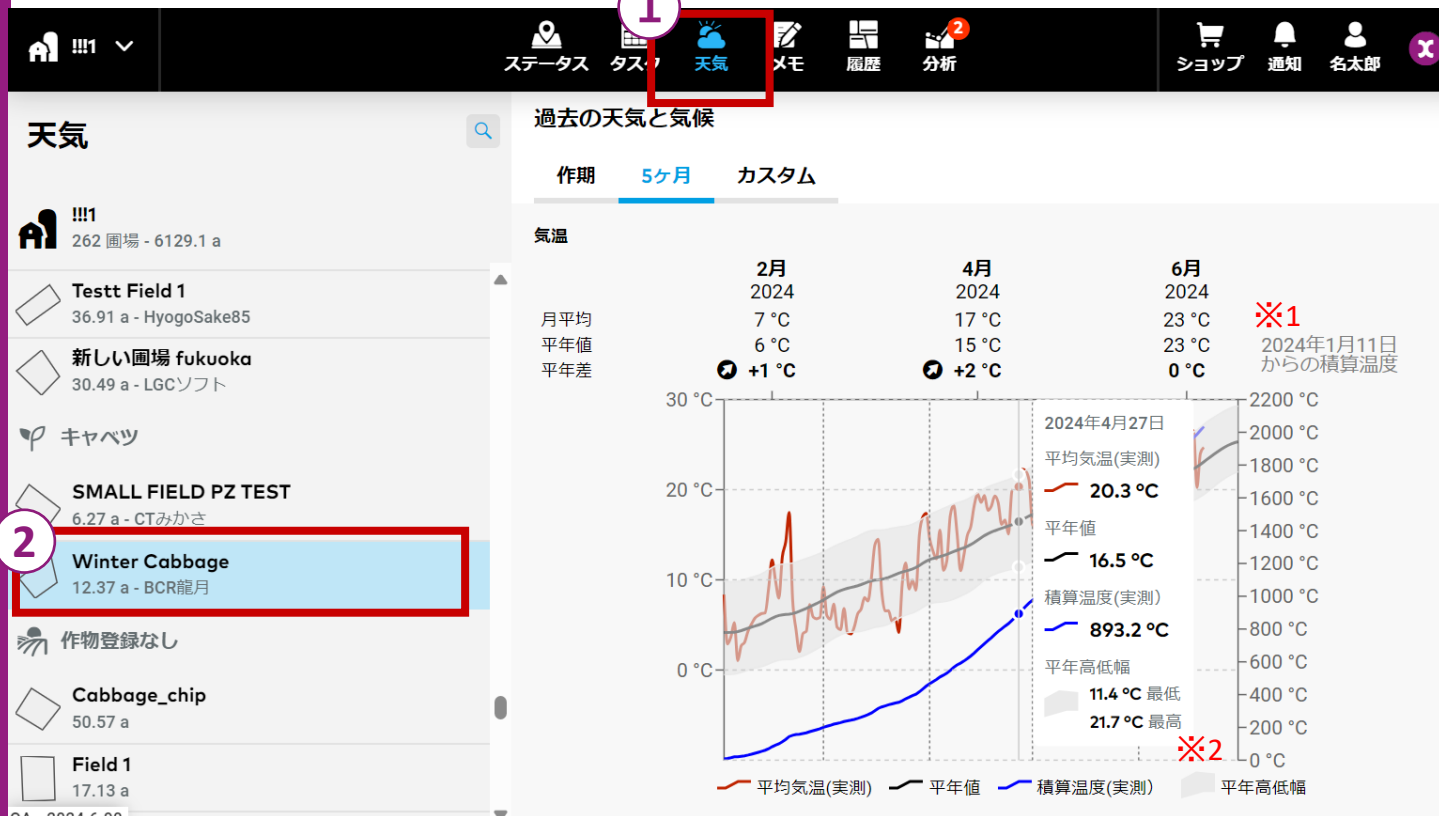 !!!1
1
ステータス
タスク
天気
メモ
履歴
2
分析
ショップ
通知
名太郎
天気
!!!1
262 圃場 - 6129.1 a
Testt Field 1
36.91 a - HyogoSake85
新しい圃場 fukuoka
30.49 a - LGCソフト
キャベツ
SMALL FIELD PZ TEST
6.27 a - CTみかさ
2
Winter Cabbage
12.37 a - BCR龍月
作物登録なし
Cabbage_chip
50.57 a
Field 1
17.13 a
過去の天気と気候
作期 5ヶ月 カスタム
気温
2月 4月 6月
2024 2024 2024
月平均 7 °C 17 °C 23 °C ※1
平年値 6 °C 15 °C 23 °C 2024年1月11日
平年差 +1 °C +2 °C 0 °C からの積算温度
30 °C
20 °C
10 °C
0 °C
2024年4月27日
平均気温(実測)
20.3 °C
平年値
16.5 °C
積算温度(実測)
893.2 °C
平年高低幅
11.4 °C 最低
21.7 °C 最高
※2
2200 °C
2000 °C
1800 °C
1600 °C
1400 °C
1200 °C
1000 °C
800 °C
600 °C
400 °C
200 °C
0 °C
平均気温(実測) 平年値 積算温度(実測) 平年高低幅